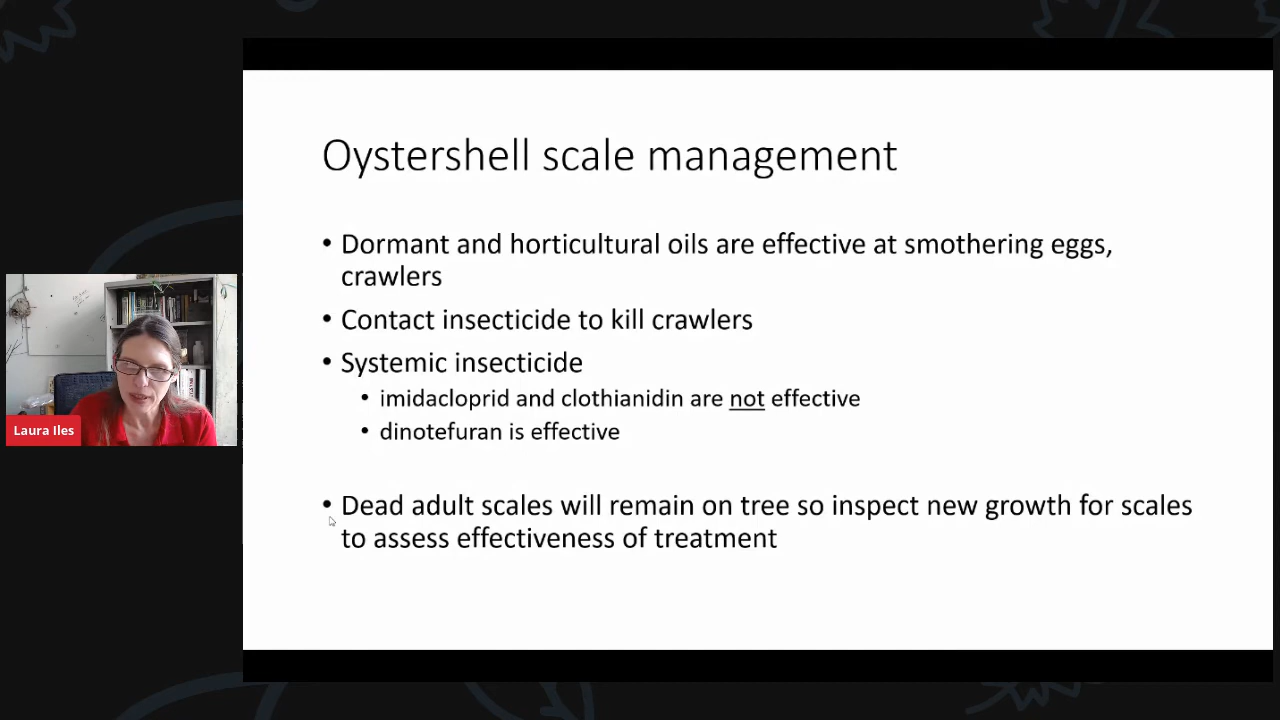 Oystershell scale management
• Dormant and horticultural oils are effective at smothering eggs,
crawlers
• Contact insecticide to kill crawlers
• Systemic insecticide
• imidacloprid and clothianidin are not effective
• dinotefuran is effective
• Dead adult scales will remain on tree so inspect new growth for scales
to assess effectiveness of treatment
Laura Iles